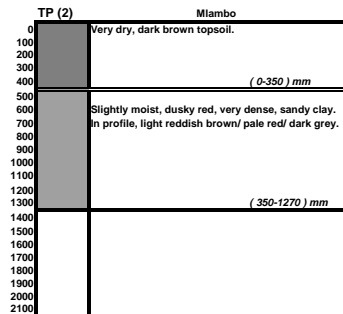 TP (2) Mlambo
0 Very dry, dark brown topsoil.
100
200
300
400 ( 0-350 ) mm
500
600 Slightly moist, dusky red, very dense, sandy clay.
700 In profile, light reddish brown/ pale red/ dark grey.
800
900
1000
1100
1200
1300 ( 350-1270 ) mm
1400
1500
1600
1700
1800
1900
2000
2100